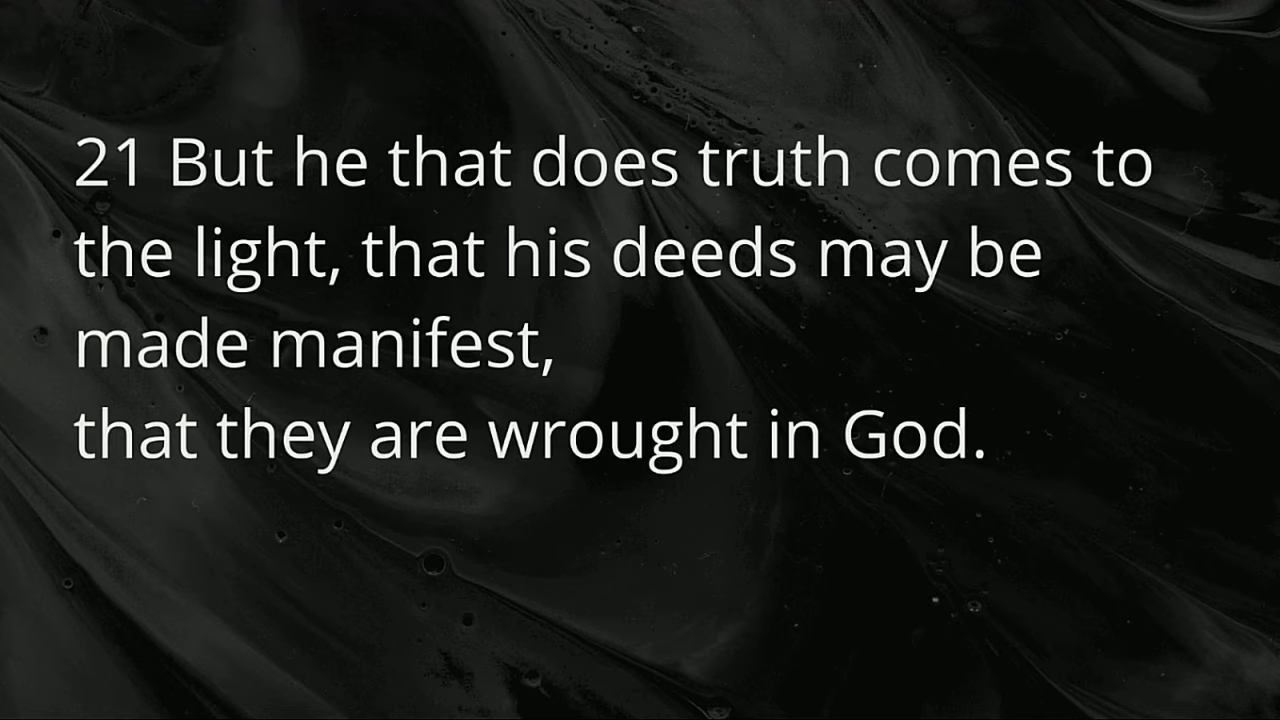 21 But he that does truth comes to
the light, that his deeds may be
made manifest,
that they are wrought in God.